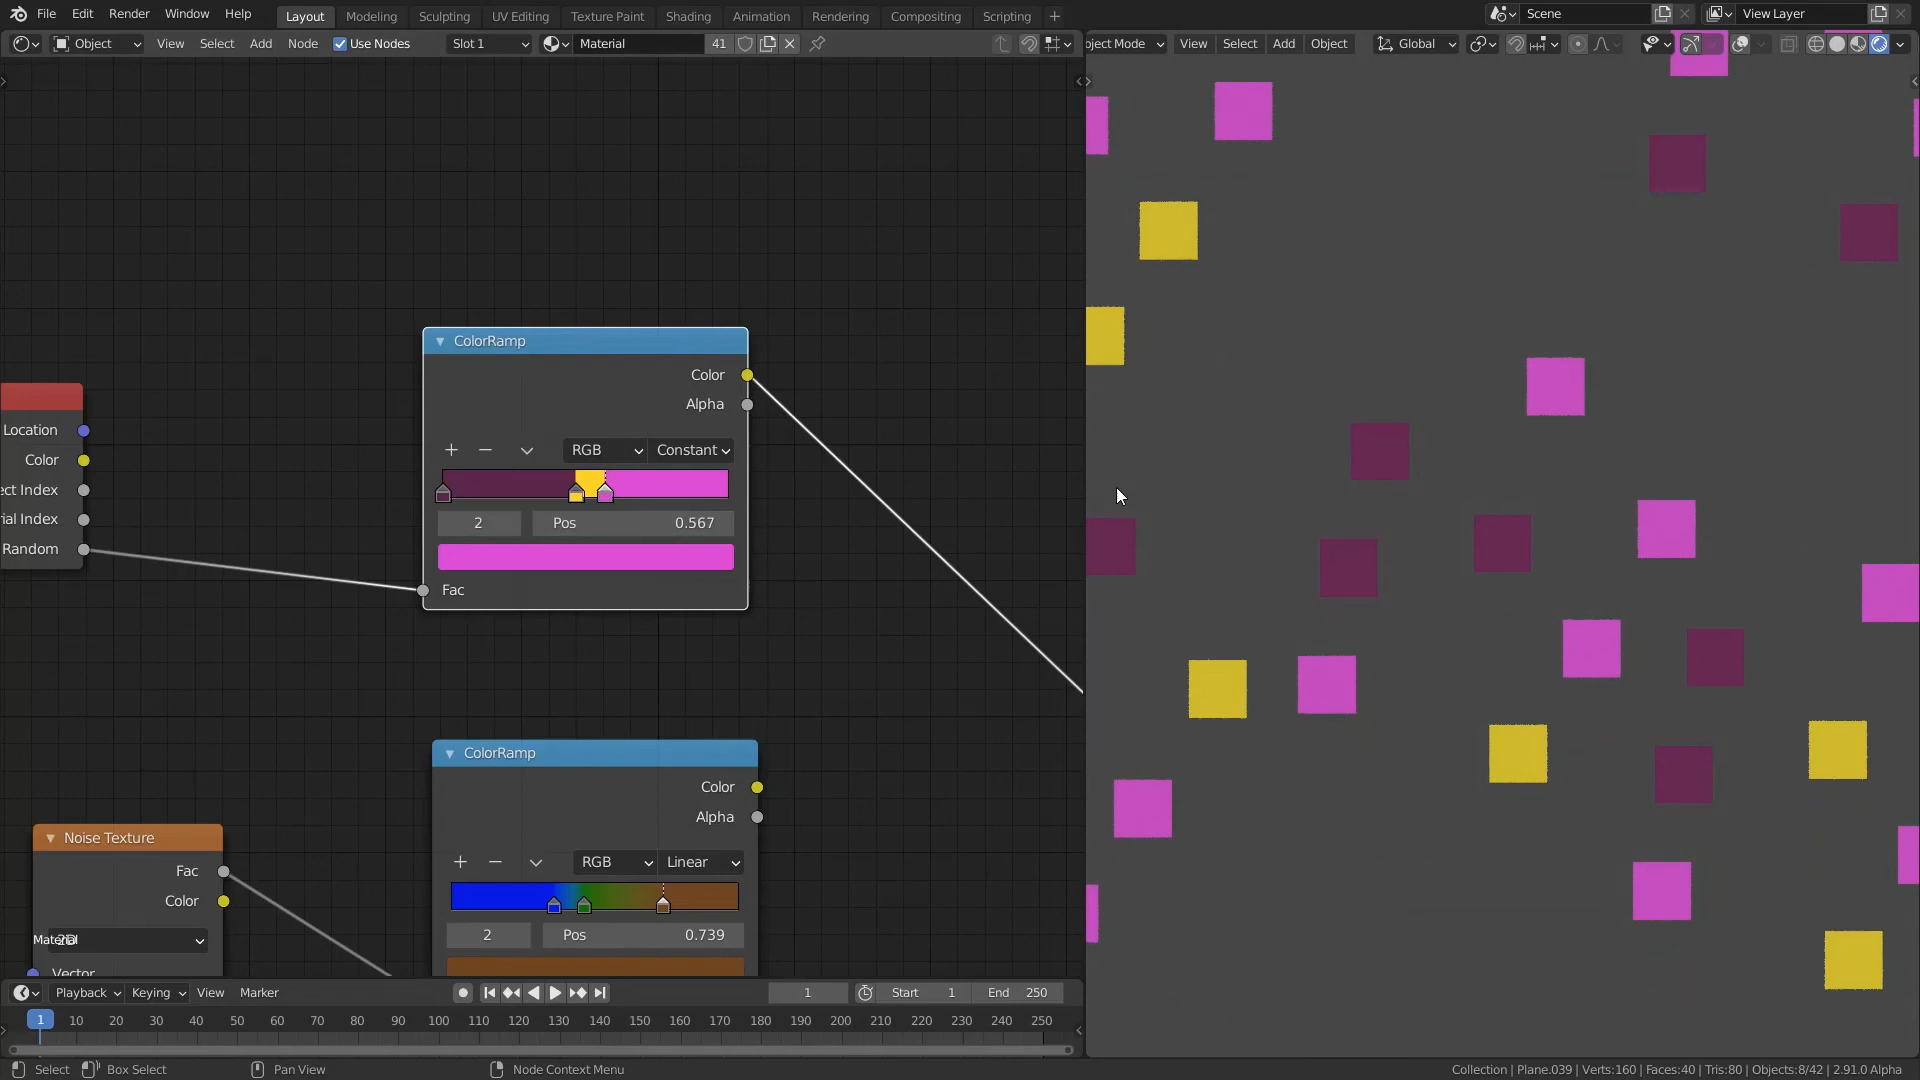 File Edit Render Window Help Layout Modeling Sculpting UV Editing Texture Paint Shading Animation Rendering Compositing Scripting + Scene View Layer
Object View Select Add Node Use Nodes Slot 1 Material 41 ject Mode View Select Add Object Global
ColorRamp
Color
Alpha
RGB Constant
2 Pos 0.567
Fac
Location
Color
ect Index
ial Index
Random
ColorRamp
Color
Alpha
RGB Linear
2 Pos 0.739
Noise Texture
Fac
Color
Material
Vector
Playback Keying View Marker 1 Start 1 End 250
1 10 20 30 40 50 60 70 80 90 100 110 120 130 140 150 160 170 180 190 200 210 220 230 240 250
Select Box Select Pan View Node Context Menu Collection | Plane.039 | Verts:160 | Faces:40 | Tris:80 | Objects:8/42 | 2.91.0 Alpha